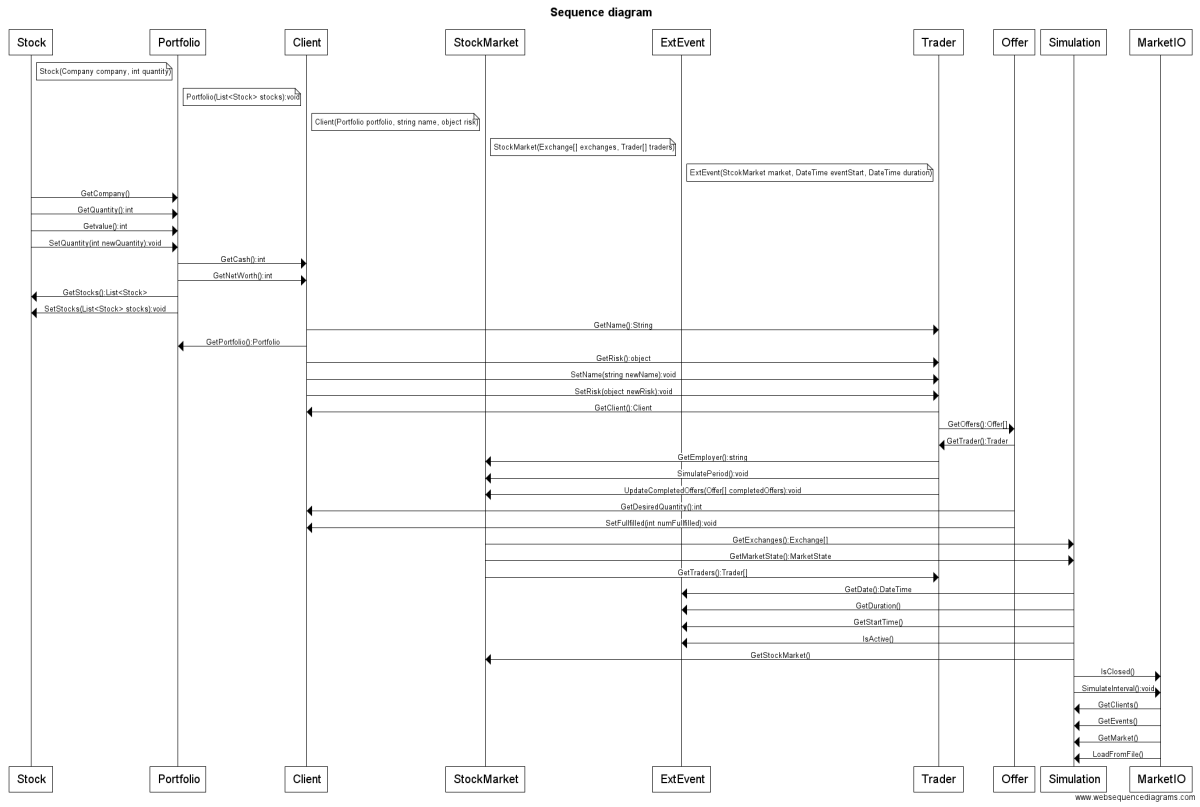 Sequence diagram
Stock Portfolio Client StockMarket ExtEvent Trader Offer Simulation MarketIO
Stock(Company company, int quantity)
Portfolio(List<Stock> stocks):void
Client(Portfolio portfolio, string name, object risk)
StockMarket(Exchange[] exchanges, Trader[] traders)
ExtEvent(StcokMarket market, DateTime eventStart, DateTime duration)
GetCompany()
GetQuantity():int
Getvalue():int
SetQuantity(int newQuantity):void
GetCash():int
GetNetWorth():int
GetStocks():List<Stock>
SetStocks(List<Stock> stocks):void
GetName():String
GetPortfolio():Portfolio
GetRisk():object
SetName(string newName):void
SetRisk(object newRisk):void
GetClient():Client
GetOffers():Offer[]
GetTrader():Trader
GetEmployer():string
SimulatePeriod():void
UpdateCompletedOffers(Offer[] completedOffers):void
GetDesiredQuantity():int
SetFullfilled(int numFullfilled):void
GetExchanges():Exchange[]
GetMarketState():MarketState
GetTraders():Trader[]
GetDate():DateTime
GetDuration()
GetStartTime()
IsActive()
GetStockMarket()
IsClosed()
SimulateInterval():void
GetClients()
GetEvents()
GetMarket()
LoadFromFile()
Stock Portfolio Client StockMarket ExtEvent Trader Offer Simulation MarketIO
www.websequencediagrams.com